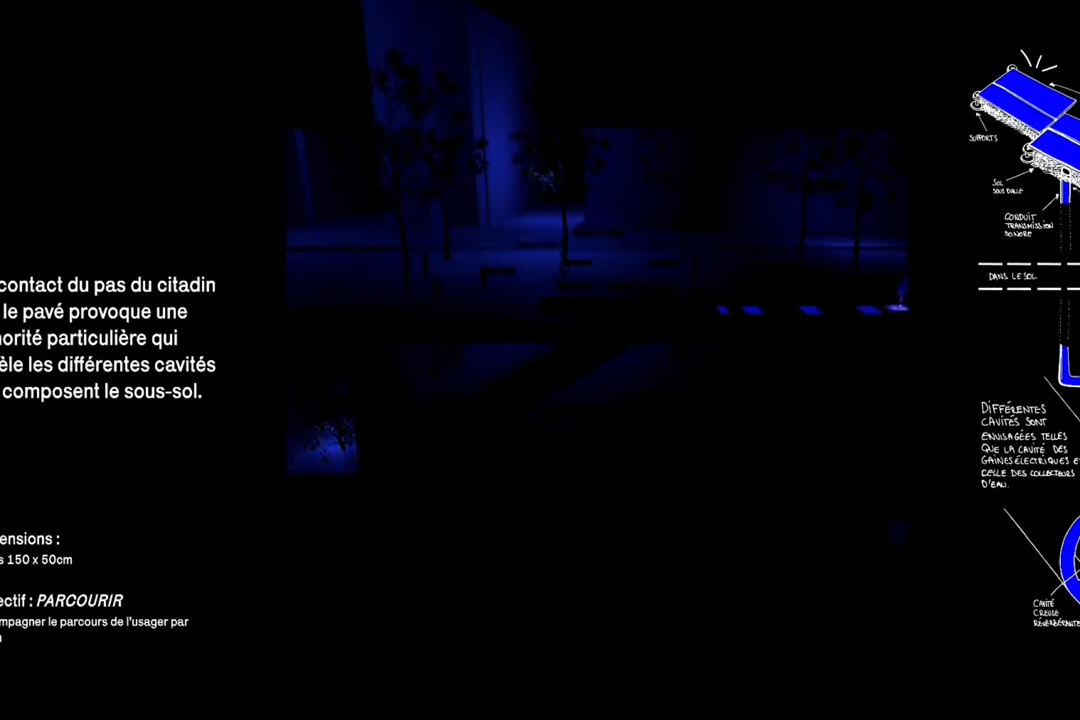 contact du pas du citadin
le pavé provoque une
orité particulière qui
èle les différentes cavités
composent le sous-sol.
ensions :
s 150 x 50cm
ectif : PARCOURIR
mpagner le parcours de l'usager par
SUPPORTS
SOL
SOUS DALLE
CONDUIT
TRANSMISSION
SONORE
DANS LE SOL
DIFFÉRENTES
CAVITÉS SONT
ENVISAGÉES TELLES
QUE LA CAVITÉ DES
GAINES ÉLECTRIQUES E
CELLE DES COLLECTEURS
D'EAU.
CAVITÉ
CREUSE
RÉVERBÉRANTE